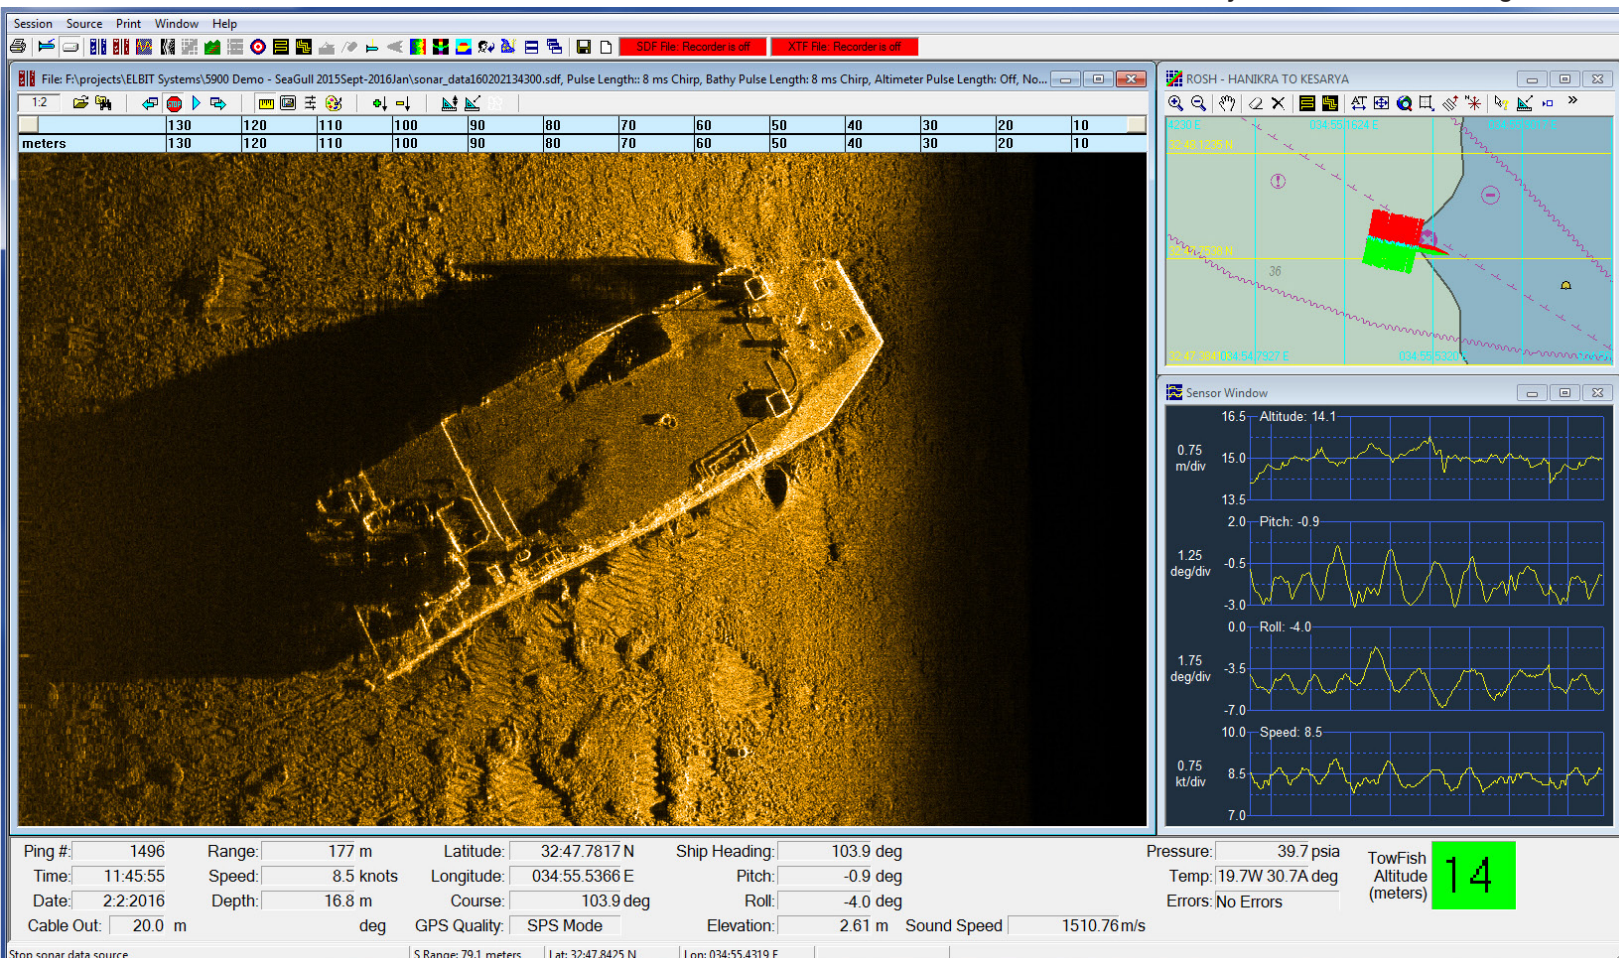 Session Source Print Window Help
SDF File: Recorder is off XTF File: Recorder is off
File: F:\projects\ELBIT Systems\5900 Demo - SeaGull 2015Sept-2016Jan\sonar_data160202134300.sdf, Pulse Length:: 8 ms Chirp, Bathy Pulse Length: 8 ms Chirp, Altimeter Pulse Length: Off, No...
1:2
STOP
130 120 110 100 90 80 70 60 50 40 30 20 10
meters 130 120 110 100 90 80 70 60 50 40 30 20 10
ROSH - HANIKRA TO KESARYA
AT
4230 E 034.55.1624 E
32:48.1235 N
36
Sensor Window
16.5 Altitude: 14.1
0.75
m/div
15.0
13.5
2.0 Pitch: -0.9
1.25
deg/div
-0.5
-3.0
0.0 Roll: -4.0
1.75
deg/div
-3.5
-7.0
10.0 Speed: 8.5
0.75
kt/div
8.5
7.0
Ping #: 1496 Range: 177 m Latitude: 32:47.7817 N Ship Heading: 103.9 deg Pressure: 39.7 psia
Time: 11:45:55 Speed: 8.5 knots Longitude: 034:55.5366 E Pitch: -0.9 deg Temp: 19.7W 30.7A deg
Date: 2:2:2016 Depth: 16.8 m Course: 103.9 deg Roll: -4.0 deg Errors: No Errors
Cable Out: 20.0 m deg GPS Quality: SPS Mode Elevation: 2.61 m Sound Speed 1510.76 m/s
TowFish
Altitude
(meters)
14
Stop sonar data source S Range: 79.1 meters Lat: 32:47.8425 N Lon: 034:55.4319 E